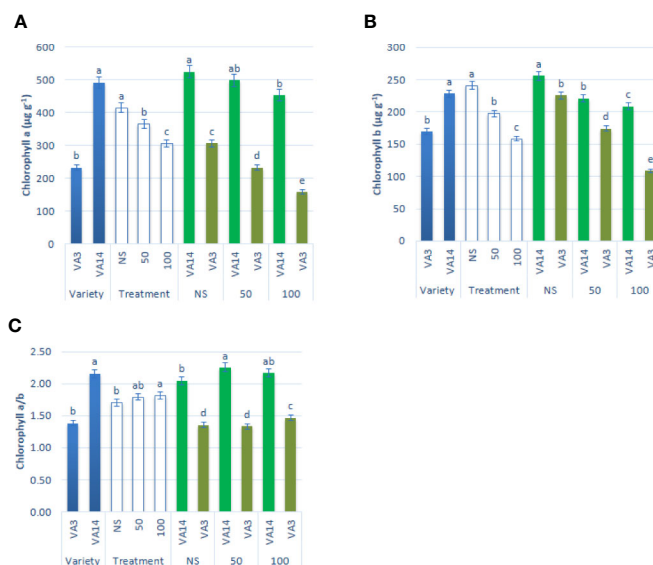 A
600
500
400
300
200
100
0
Chlorophyll a (µg g-1)
b
a
a
b
c
a
c
ab
d
b
e
VA3
VA14
NS
50
100
VA14
VA3
VA14
VA3
VA14
VA3
Variety
Treatment
NS
50
100
B
300
250
200
150
100
50
0
Chlorophyll b (µg g-1)
b
a
a
b
c
a
b
b
d
c
e
VA3
VA14
NS
50
100
VA14
VA3
VA14
VA3
VA14
VA3
Variety
Treatment
NS
50
100
C
2.50
2.00
1.50
1.00
0.50
0.00
Chlorophyll a/b
b
a
b
ab
a
b
d
a
d
ab
c
VA3
VA14
NS
50
100
VA14
VA3
VA14
VA3
VA14
VA3
Variety
Treatment
NS
50
100